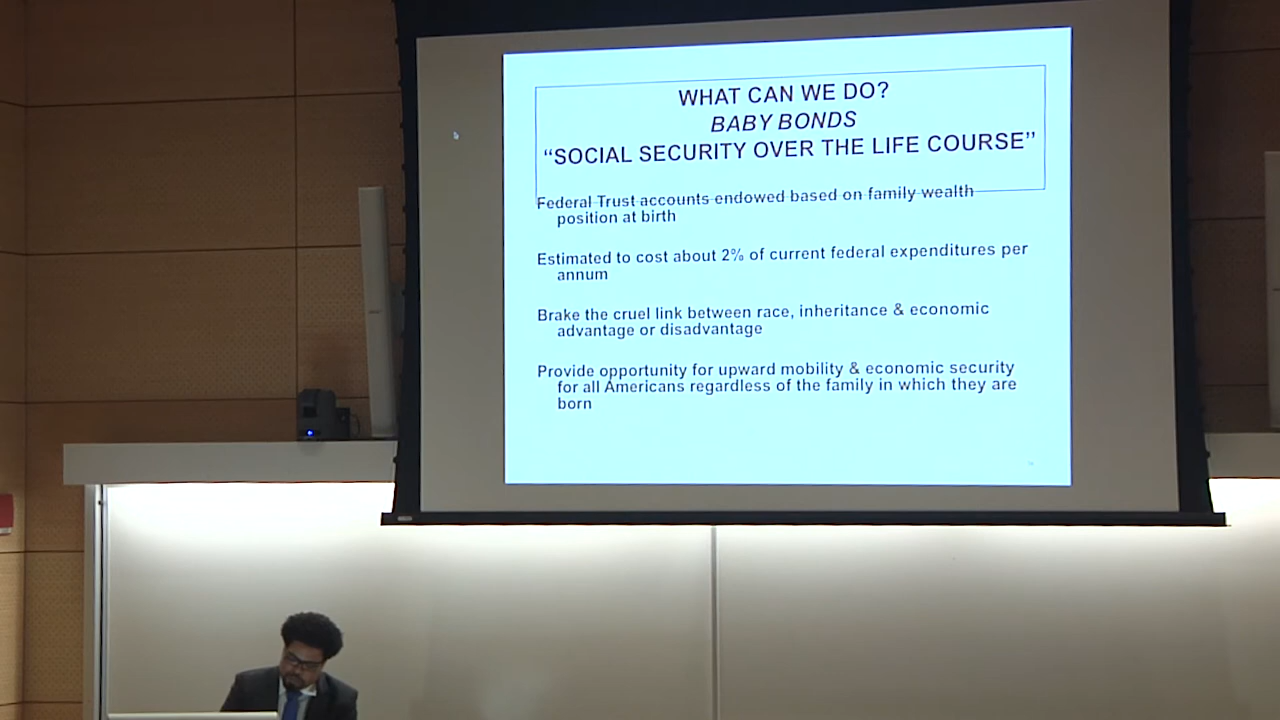 WHAT CAN WE DO?
BABY BONDS
“SOCIAL SECURITY OVER THE LIFE COURSE”
Federal Trust accounts endowed based on family wealth
position at birth
Estimated to cost about 2% of current federal expenditures per
annum
Brake the cruel link between race, inheritance & economic
advantage or disadvantage
Provide opportunity for upward mobility & economic security
for all Americans regardless of the family in which they are
born